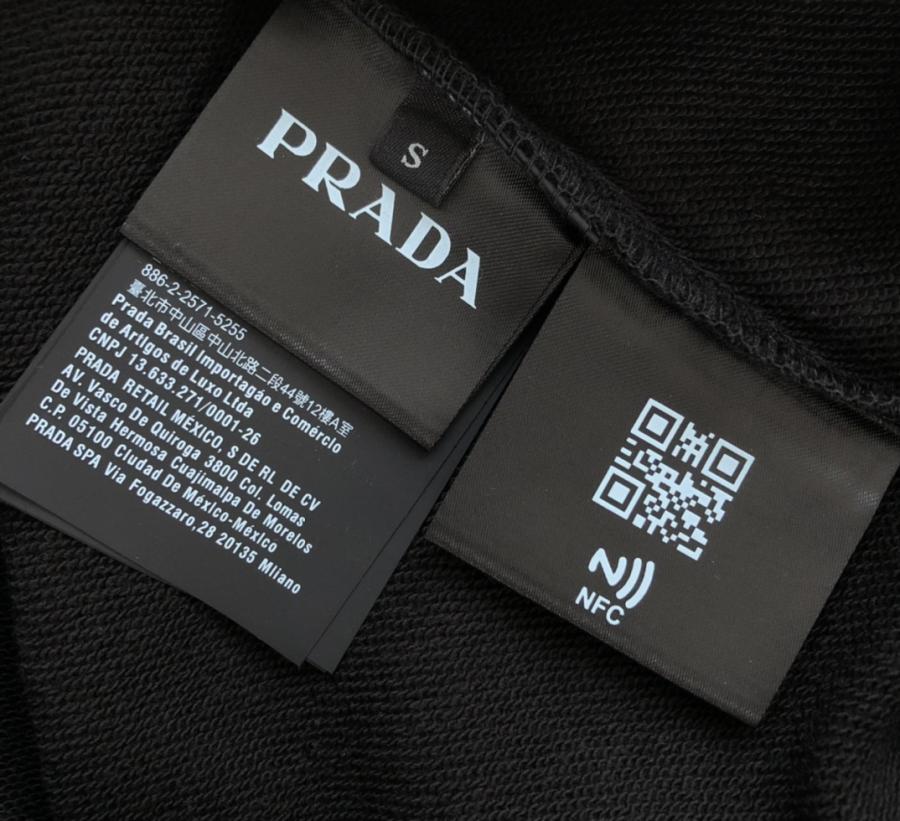 PRADA
S
886-2-2571-5255
臺北市中山區中山北路二段44號12樓A室
Prada Brasil Importagão e Comércio
de Artigos de Luxo Ltda
CNPJ 13.633.271/0001-26
PRADA RETAIL MÉXICO, S DE RL DE CV
AV. Vasco De Quiroga 3800 Col. Lomas
De Vista Hermosa Cuajimalpa De Morelos
C.P. 05100 Ciudad De México-México
PRADA SPA Via Fogazzaro,28 20135 Milano
NFC